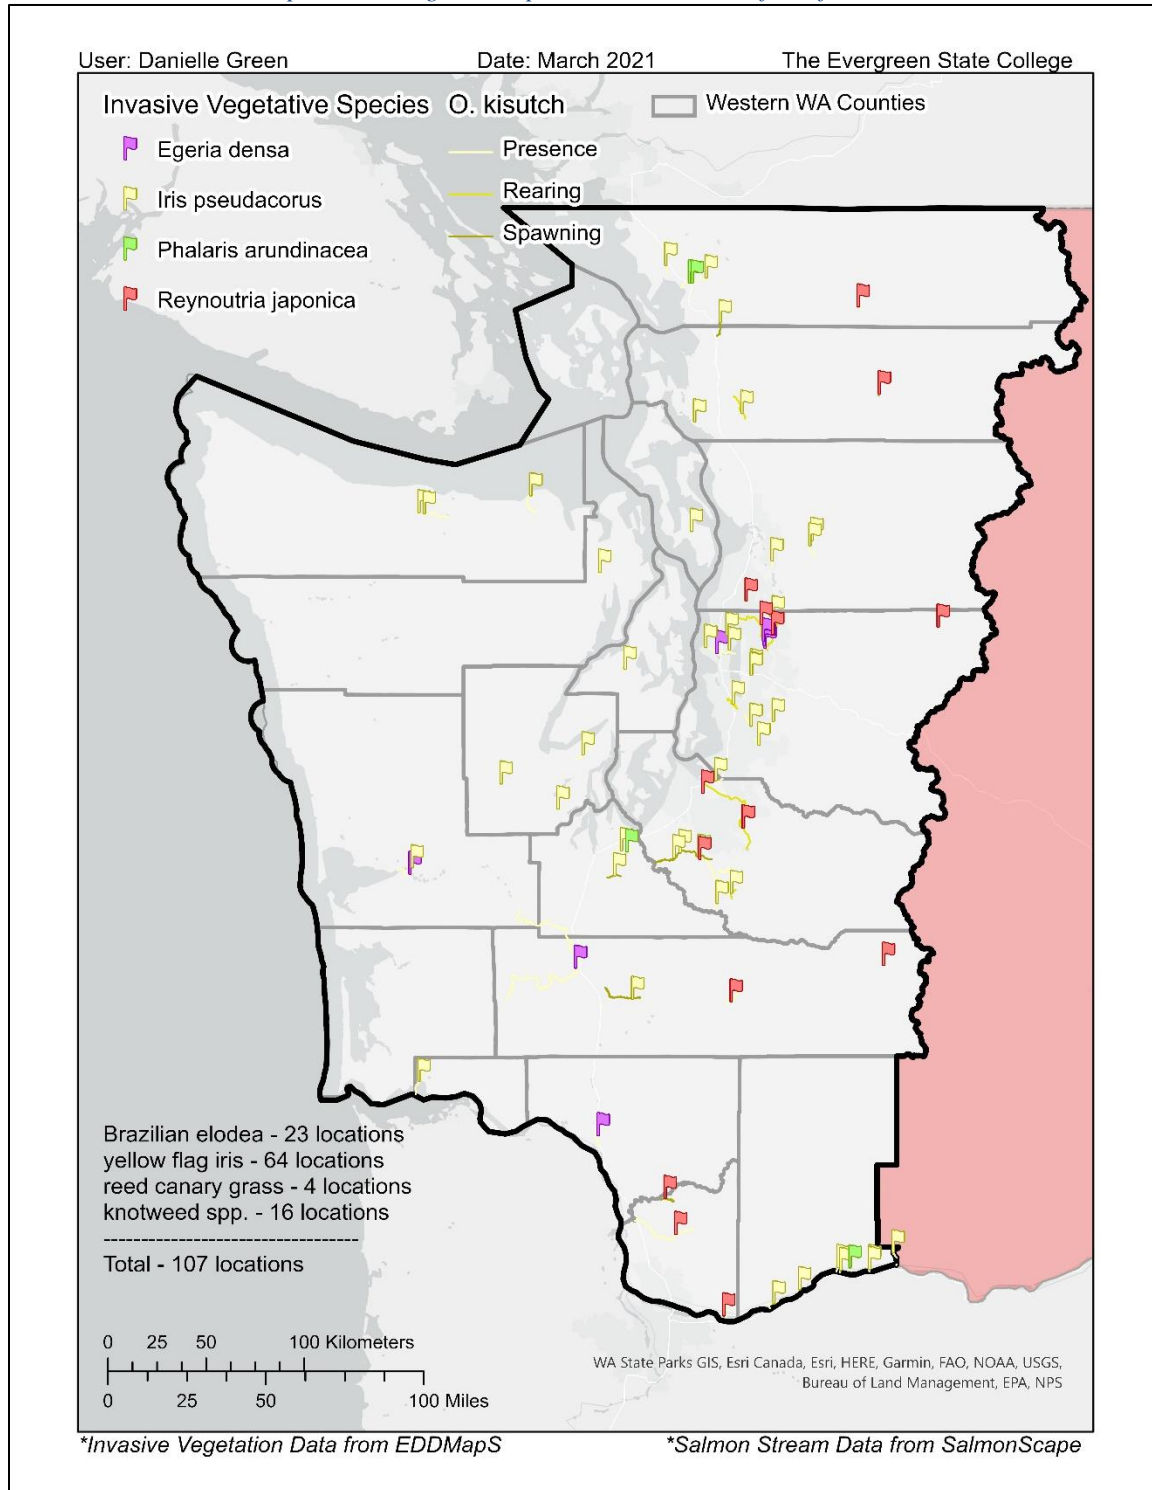 User: Danielle Green Date: March 2021 The Evergreen State College
Invasive Vegetative Species O. kisutch Western WA Counties
Egeria densa Presence
Iris pseudacorus Rearing
Phalaris arundinacea Spawning
Reynoutria japonica
Brazilian elodea - 23 locations
yellow flag iris - 64 locations
reed canary grass - 4 locations
knotweed spp. - 16 locations
----------------------------------
Total - 107 locations
0 25 50 100 Kilometers
0 25 50 100 Miles
WA State Parks GIS, Esri Canada, Esri, HERE, Garmin, FAO, NOAA, USGS,
Bureau of Land Management, EPA, NPS
*Invasive Vegetation Data from EDDMapS *Salmon Stream Data from SalmonScape